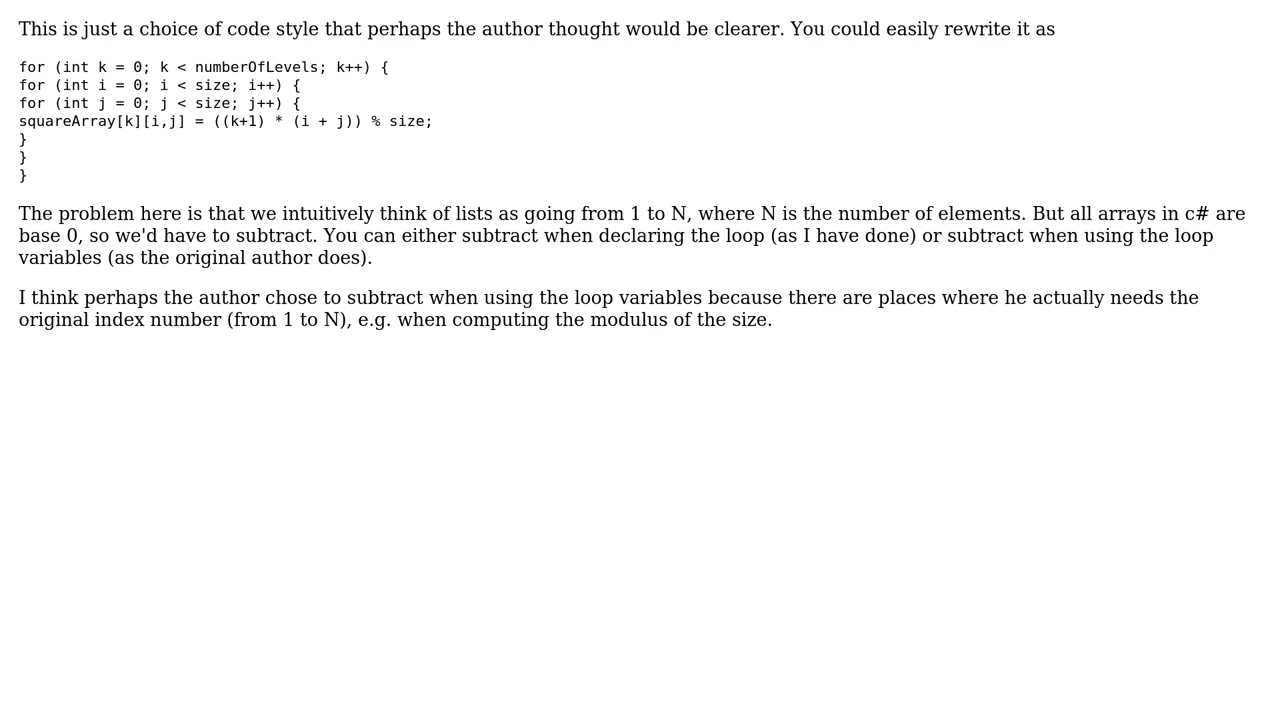 This is just a choice of code style that perhaps the author thought would be clearer. You could easily rewrite it as
for (int k = 0; k < numberOfLevels; k++) {
for (int i = 0; i < size; i++) {
for (int j = 0; j < size; j++) {
squareArray[k][i,j] = ((k+1) * (i + j)) % size;
}
}
}
The problem here is that we intuitively think of lists as going from 1 to N, where N is the number of elements. But all arrays in c# are
base 0, so we'd have to subtract. You can either subtract when declaring the loop (as I have done) or subtract when using the loop
variables (as the original author does).
I think perhaps the author chose to subtract when using the loop variables because there are places where he actually needs the
original index number (from 1 to N), e.g. when computing the modulus of the size.